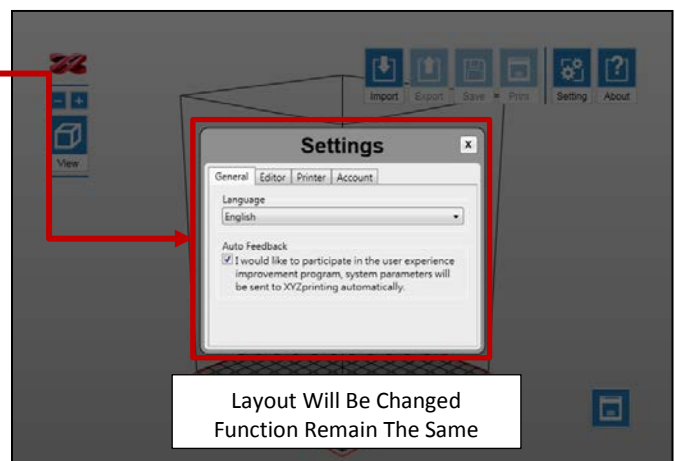 Import Export Save Print Setting About
- +
View
Settings
x
General Editor Printer Account
Language
English
Auto Feedback
I would like to participate in the user experience
improvement program, system parameters will
be sent to XYZprinting automatically.
Layout Will Be Changed
Function Remain The Same